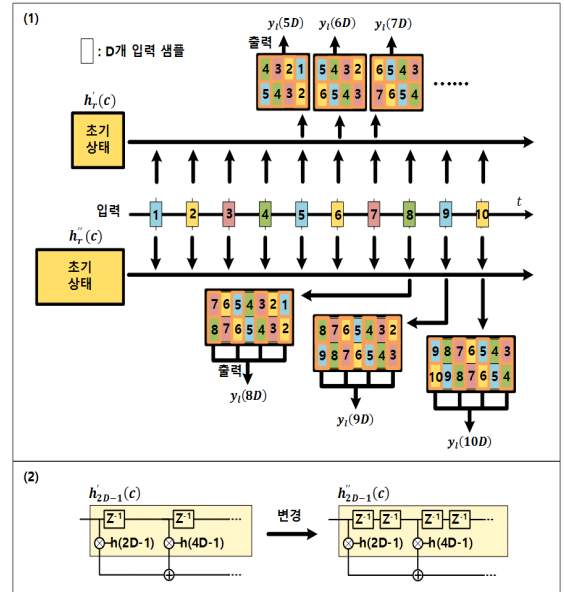 (1)
: D개 입력 샘플
y_l(5D) y_l(6D) y_l(7D)
출력
4 3 2 1
5 4 3 2
5 4 3 2
6 5 4 3
6 5 4 3
7 6 5 4
......
h'_r(c)
초기
상태
입력
1 2 3 4 5 6 7 8 9 10
t
h''_r(c)
초기
상태
7 6 5 4 3 2 1
8 7 6 5 4 3 2
출력
y_l(8D)
8 7 6 5 4 3 2
9 8 7 6 5 4 3
y_l(9D)
9 8 7 6 5 4 3
10 9 8 7 6 5 4
y_l(10D)
(2)
h'_{2D-1}(c)
Z⁻¹ Z⁻¹
h(2D-1) h(4D-1)
변경
h''_{2D-1}(c)
Z⁻¹ Z⁻¹ Z⁻¹ Z⁻¹
h(2D-1) h(4D-1)